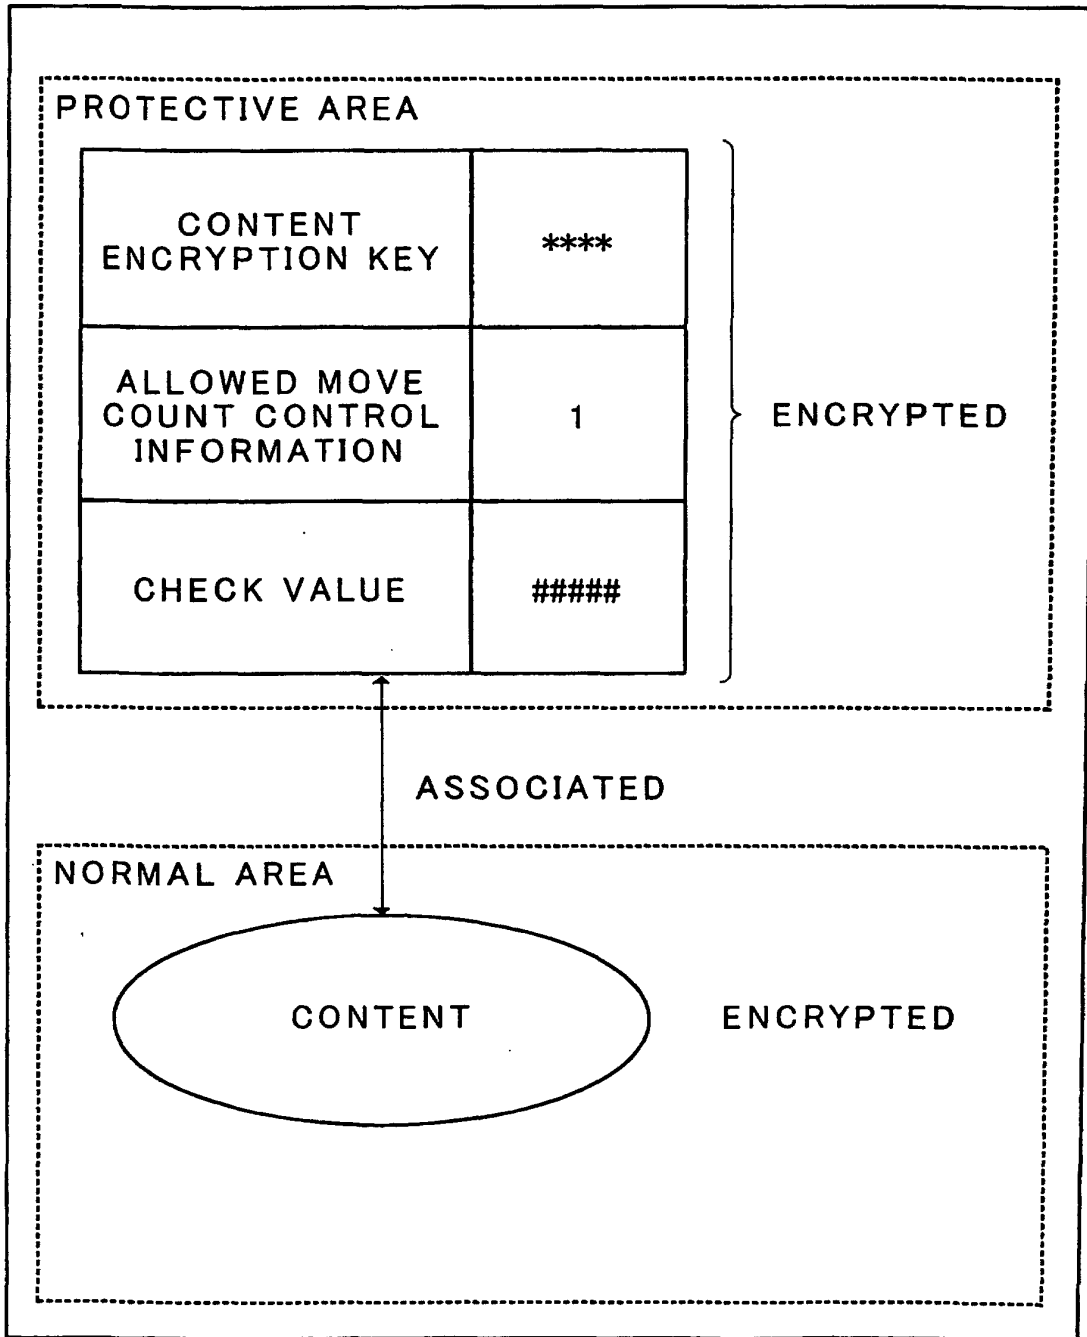 PROTECTIVE AREA
CONTENT
ENCRYPTION KEY
****
ALLOWED MOVE
COUNT CONTROL
INFORMATION
1
CHECK VALUE
#####
ENCRYPTED
ASSOCIATED
NORMAL AREA
CONTENT
ENCRYPTED